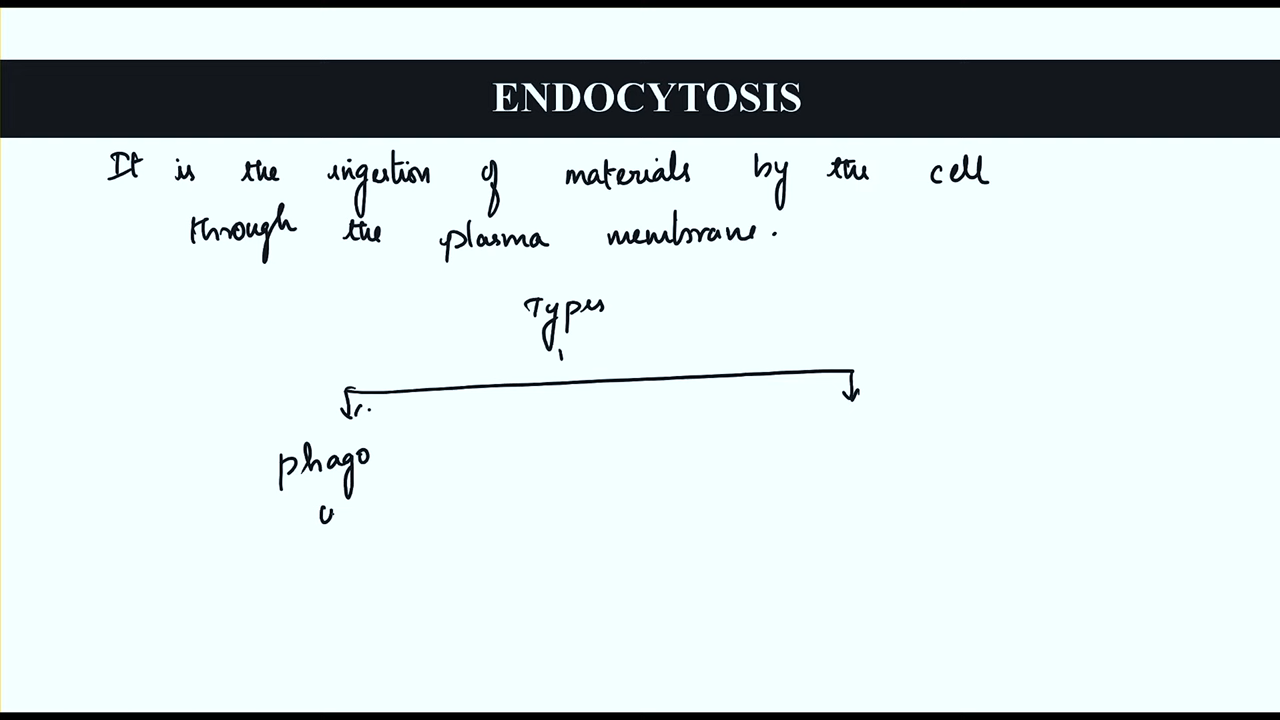 ENDOCYTOSIS
It is the ingestion of materials by the cell
through the plasma membrane.
Types
phago